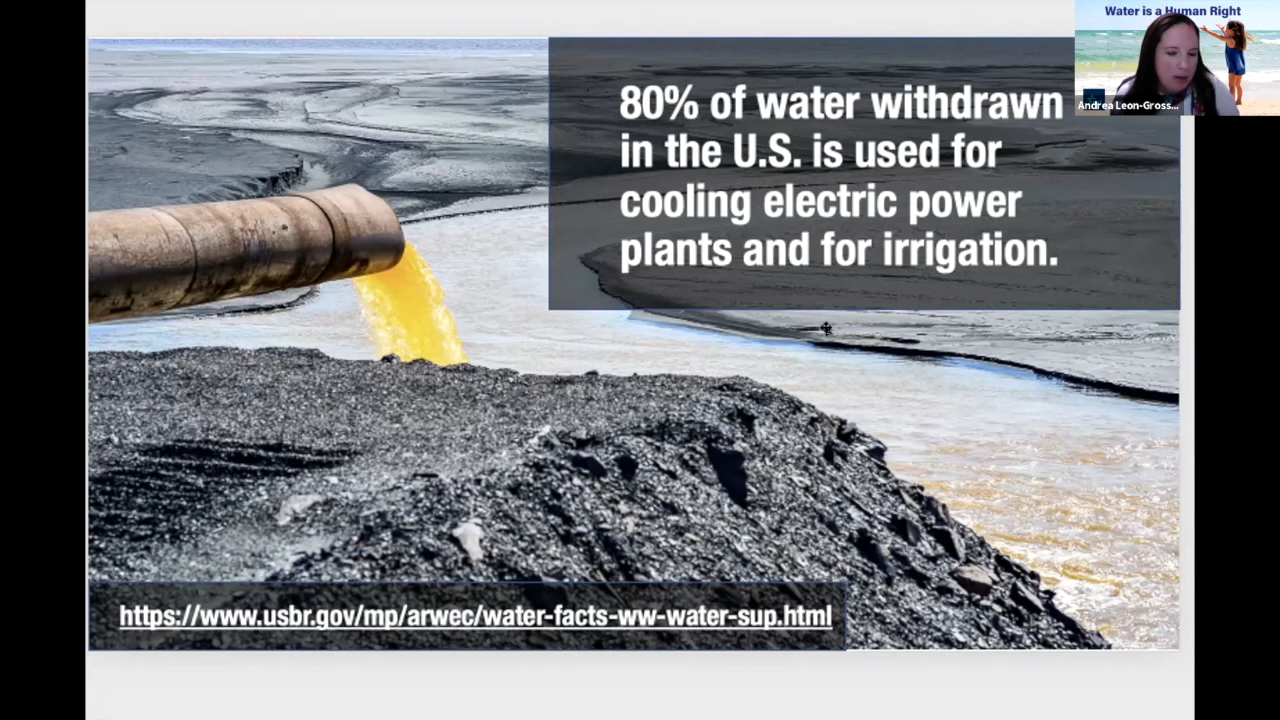 Water is a Human Right
Andrea Leon-Gross...
80% of water withdrawn
in the U.S. is used for
cooling electric power
plants and for irrigation.
https://www.usbr.gov/mp/arwec/water-facts-ww-water-sup.html